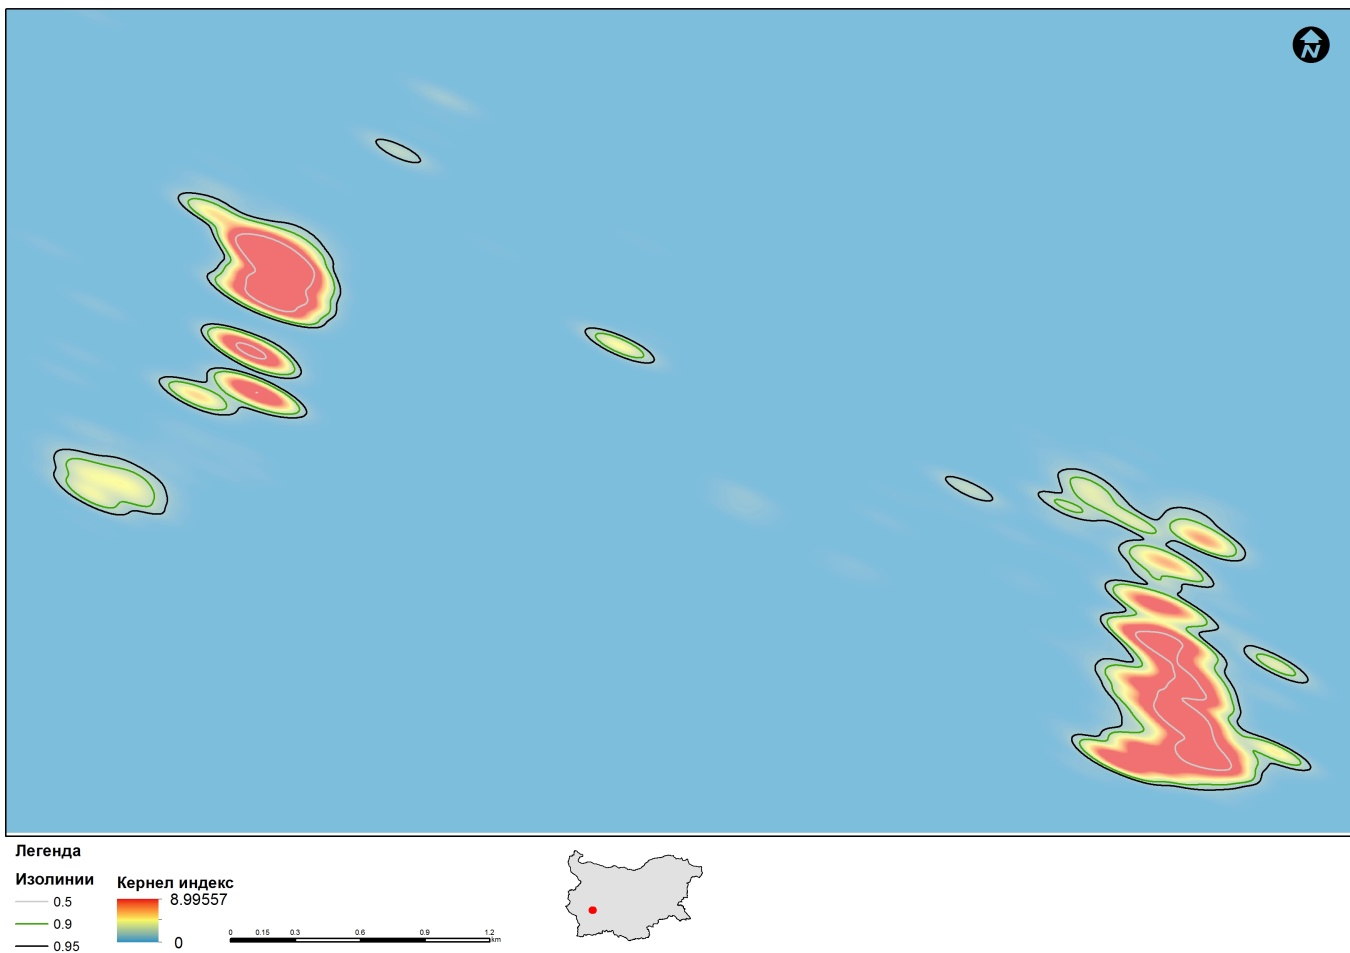 N
Легенда
Изолинии
0.5
0.9
0.95
Кернел индекс
8.99557
0
0 0.15 0.3 0.6 0.9 1.2
km